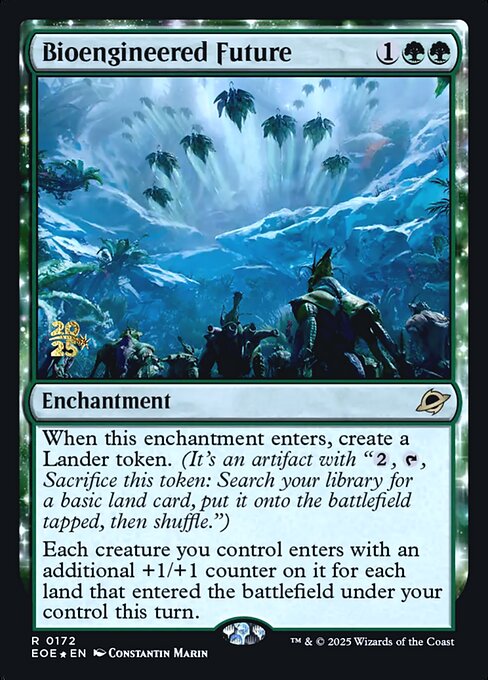 Bioengineered Future 1
20
25
Enchantment
When this enchantment enters, create a
Lander token. (It's an artifact with “2, ,
Sacrifice this token: Search your library for
a basic land card, put it onto the battlefield
tapped, then shuffle.”)
Each creature you control enters with an
additional +1/+1 counter on it for each
land that entered the battlefield under your
control this turn.
R 0172
™ & © 2025 Wizards of the Coast
EOE★EN Constantin Marin